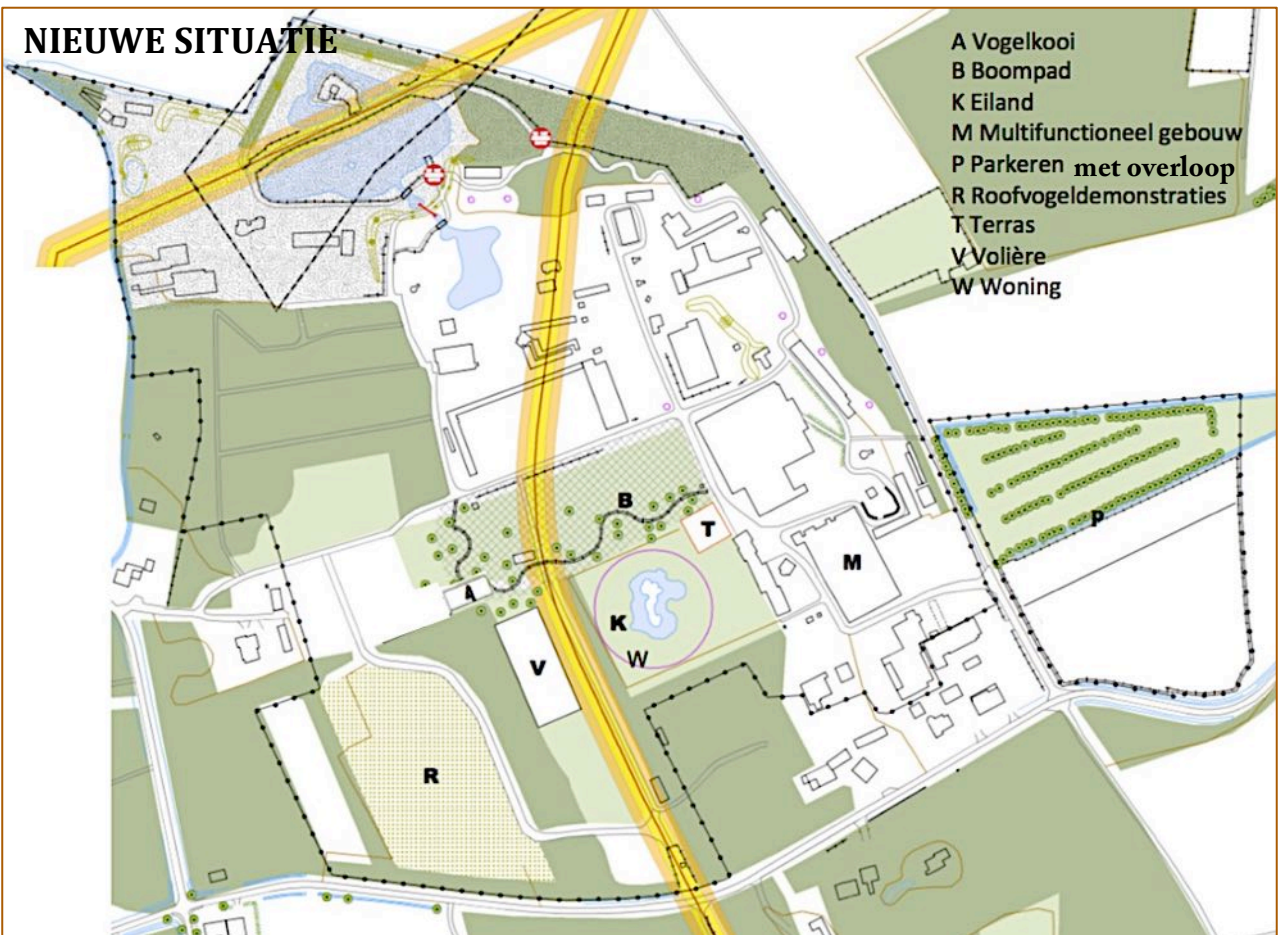 NIEUWE SITUATIE
A Vogelkooi
B Boompad
K Eiland
M Multifunctioneel gebouw
P Parkeren met overloop
R Roofvogeldemonstraties
T Terras
V Volière
W Woning
B
T
P
M
A
K
W
V
R